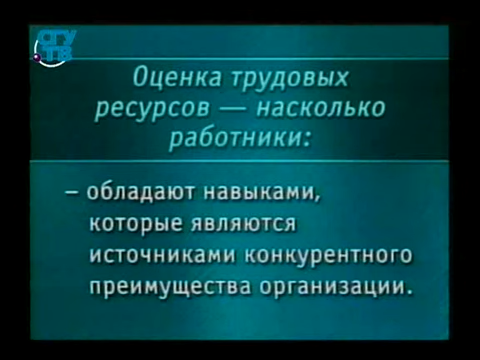 СГУ
ТВ
Оценка трудовых
ресурсов — насколько
работники:
– обладают навыками,
которые являются
источниками конкурентного
преимущества организации.